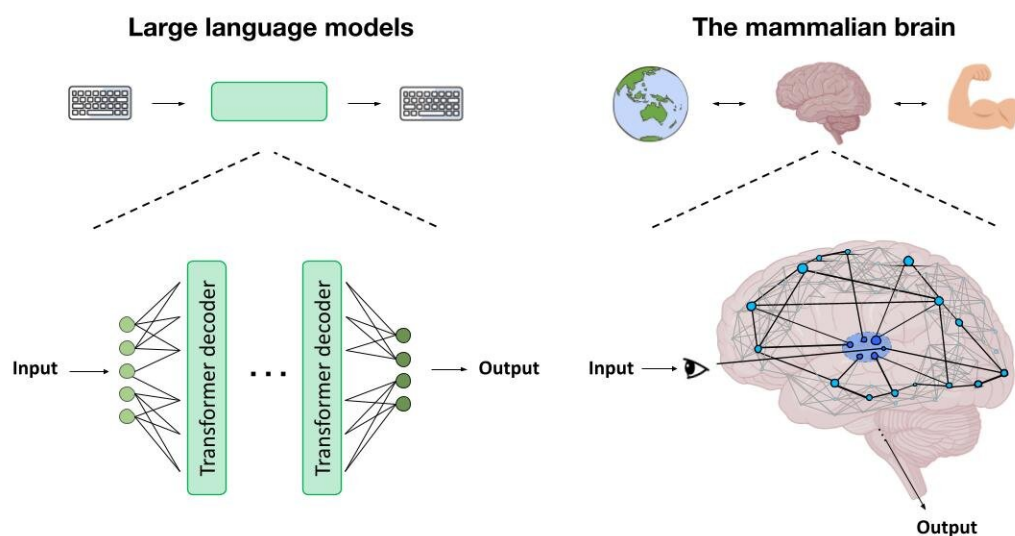 Large language models
The mammalian brain
Input
Transformer decoder
...
Transformer decoder
Output
Input
Output